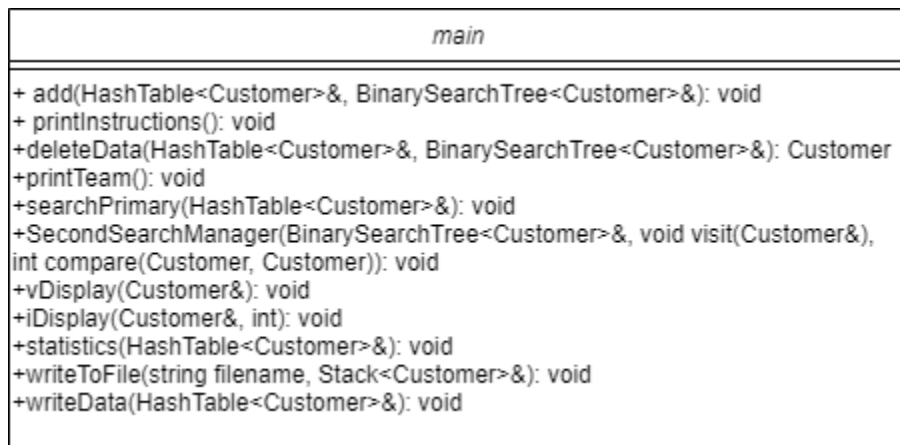 main
+ add(HashTable<Customer>&, BinarySearchTree<Customer>&): void
+ printInstructions(): void
+deleteData(HashTable<Customer>&, BinarySearchTree<Customer>&): Customer
+printTeam(): void
+searchPrimary(HashTable<Customer>&): void
+SecondSearchManager(BinarySearchTree<Customer>&, void visit(Customer&),
int compare(Customer, Customer)): void
+vDisplay(Customer&): void
+iDisplay(Customer&, int): void
+statistics(HashTable<Customer>&): void
+writeToFile(string filename, Stack<Customer>&): void
+writeData(HashTable<Customer>&): void